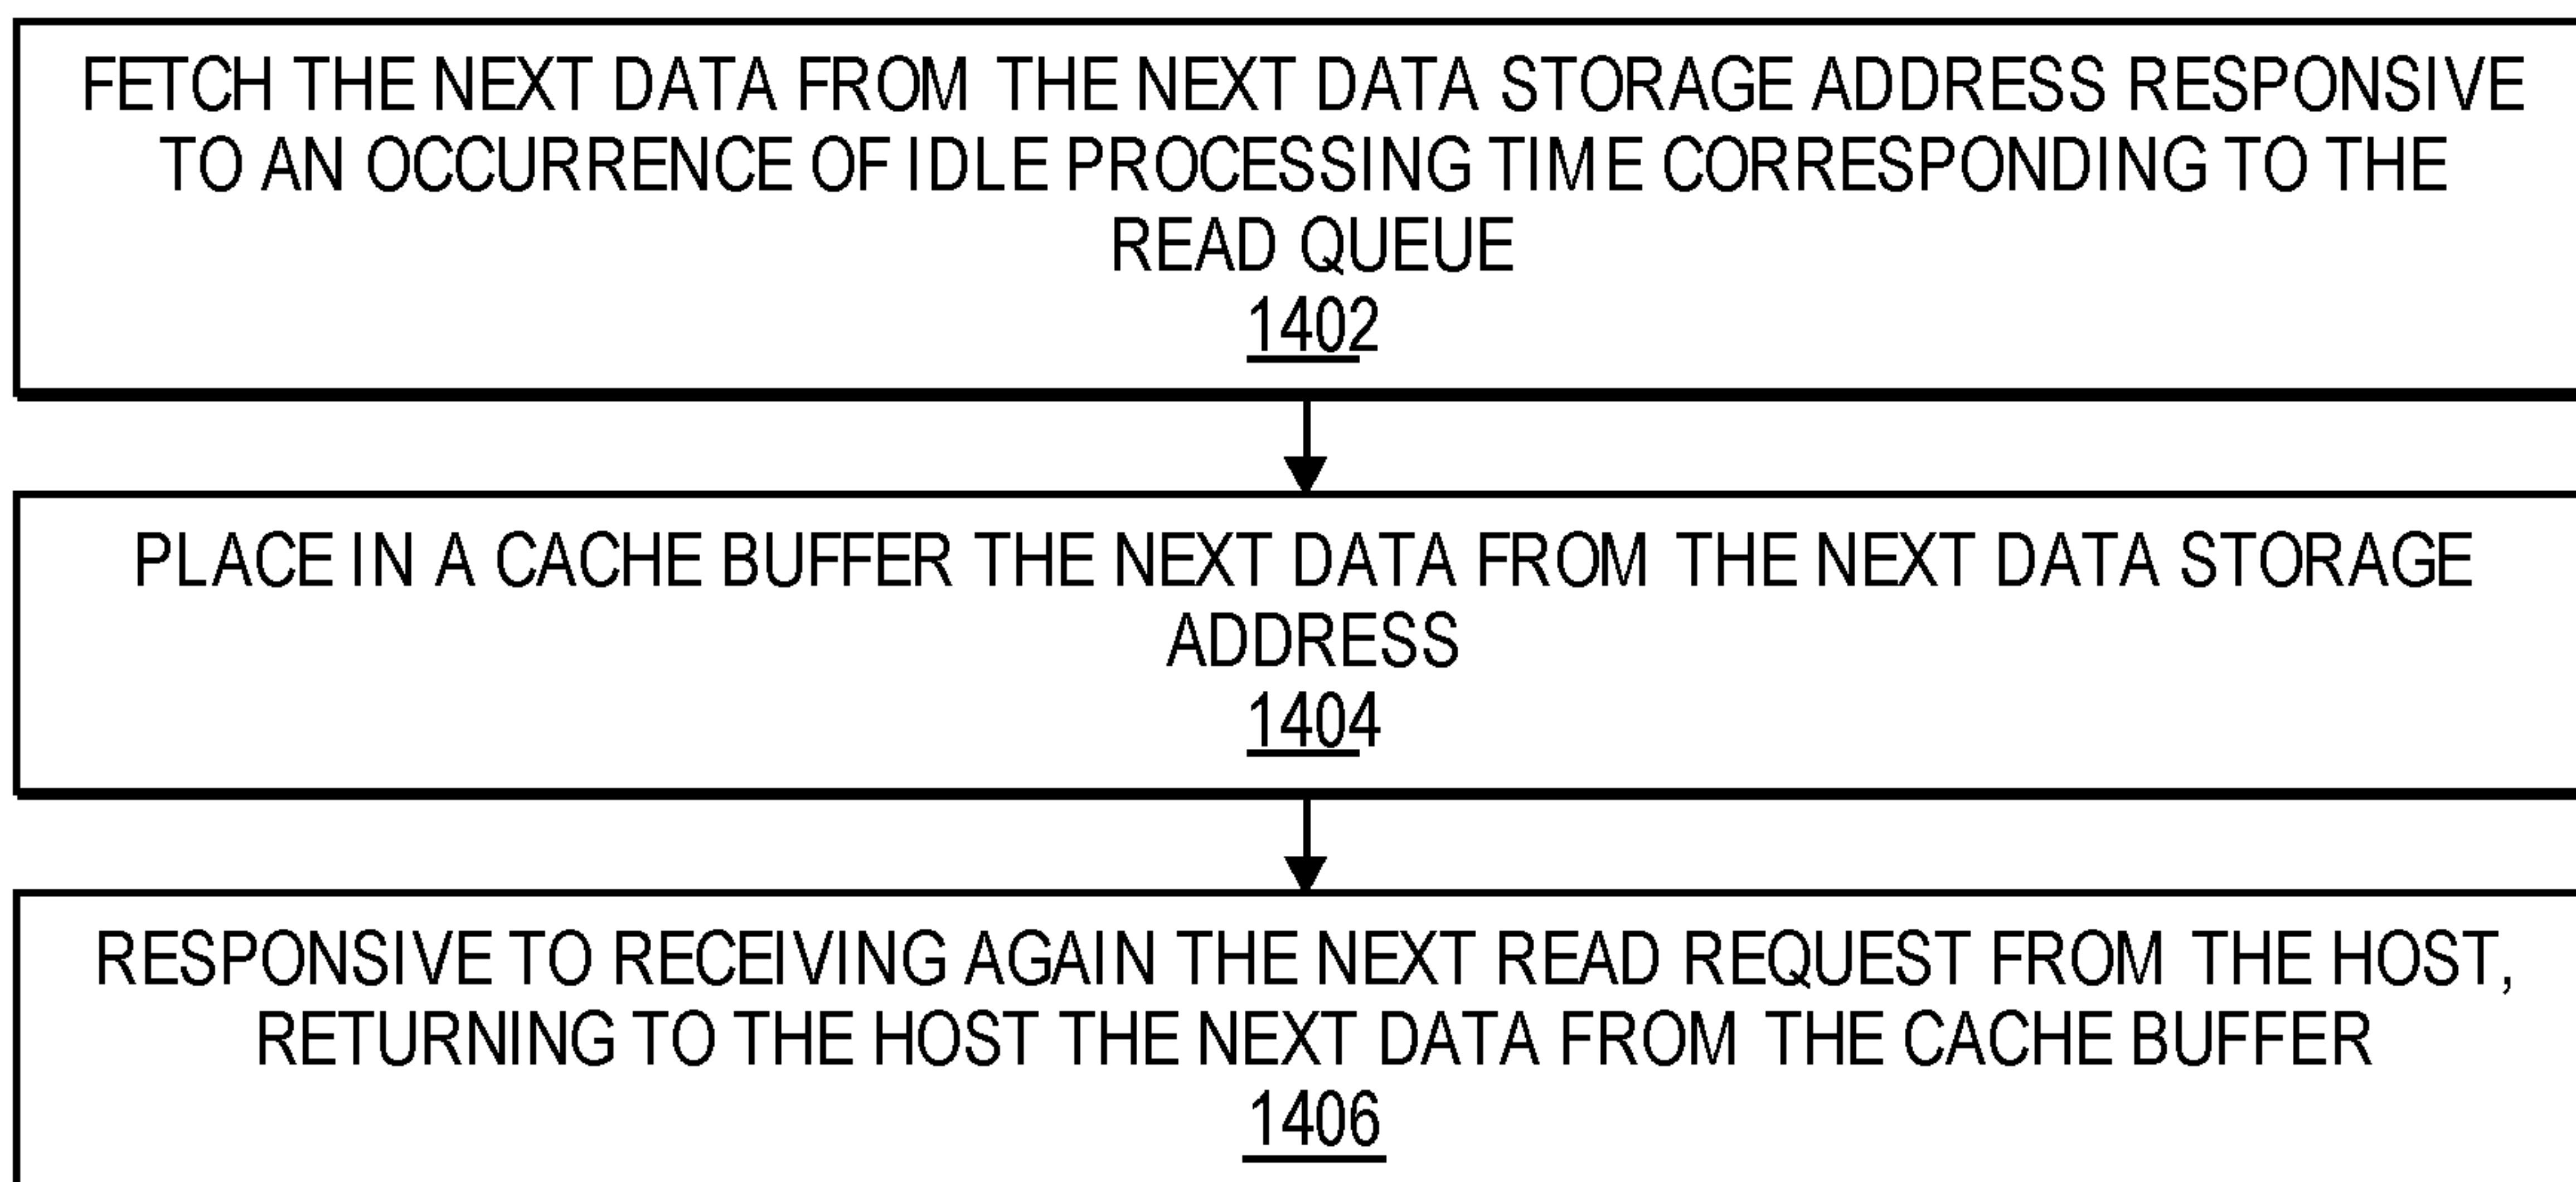 FETCH THE NEXT DATA FROM THE NEXT DATA STORAGE ADDRESS RESPONSIVE
TO AN OCCURRENCE OF IDLE PROCESSING TIME CORRESPONDING TO THE
READ QUEUE
1402
PLACE IN A CACHE BUFFER THE NEXT DATA FROM THE NEXT DATA STORAGE
ADDRESS
1404
RESPONSIVE TO RECEIVING AGAIN THE NEXT READ REQUEST FROM THE HOST,
RETURNING TO THE HOST THE NEXT DATA FROM THE CACHE BUFFER
1406